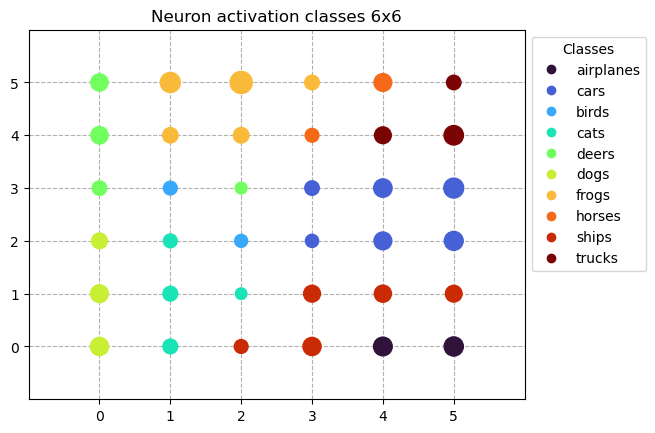 Neuron activation classes 6x6
5
4
3
2
1
0
0 1 2 3 4 5
Classes
airplanes
cars
birds
cats
deers
dogs
frogs
horses
ships
trucks